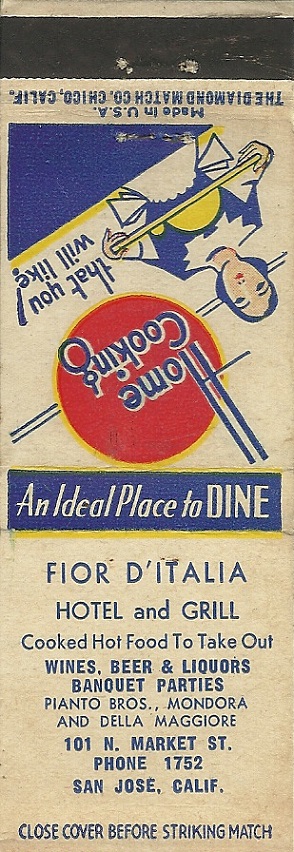 Made in U.S.A.
THE DIAMOND MATCH CO. CHICO, CALIF.
Home
Cooking
that you
will like!
An Ideal Place to DINE
FIOR D'ITALIA
HOTEL and GRILL
Cooked Hot Food To Take Out
WINES, BEER & LIQUORS
BANQUET PARTIES
PIANTO BROS., MONDORA
AND DELLA MAGGIORE
101 N. MARKET ST.
PHONE 1752
SAN JOSE, CALIF.
CLOSE COVER BEFORE STRIKING MATCH